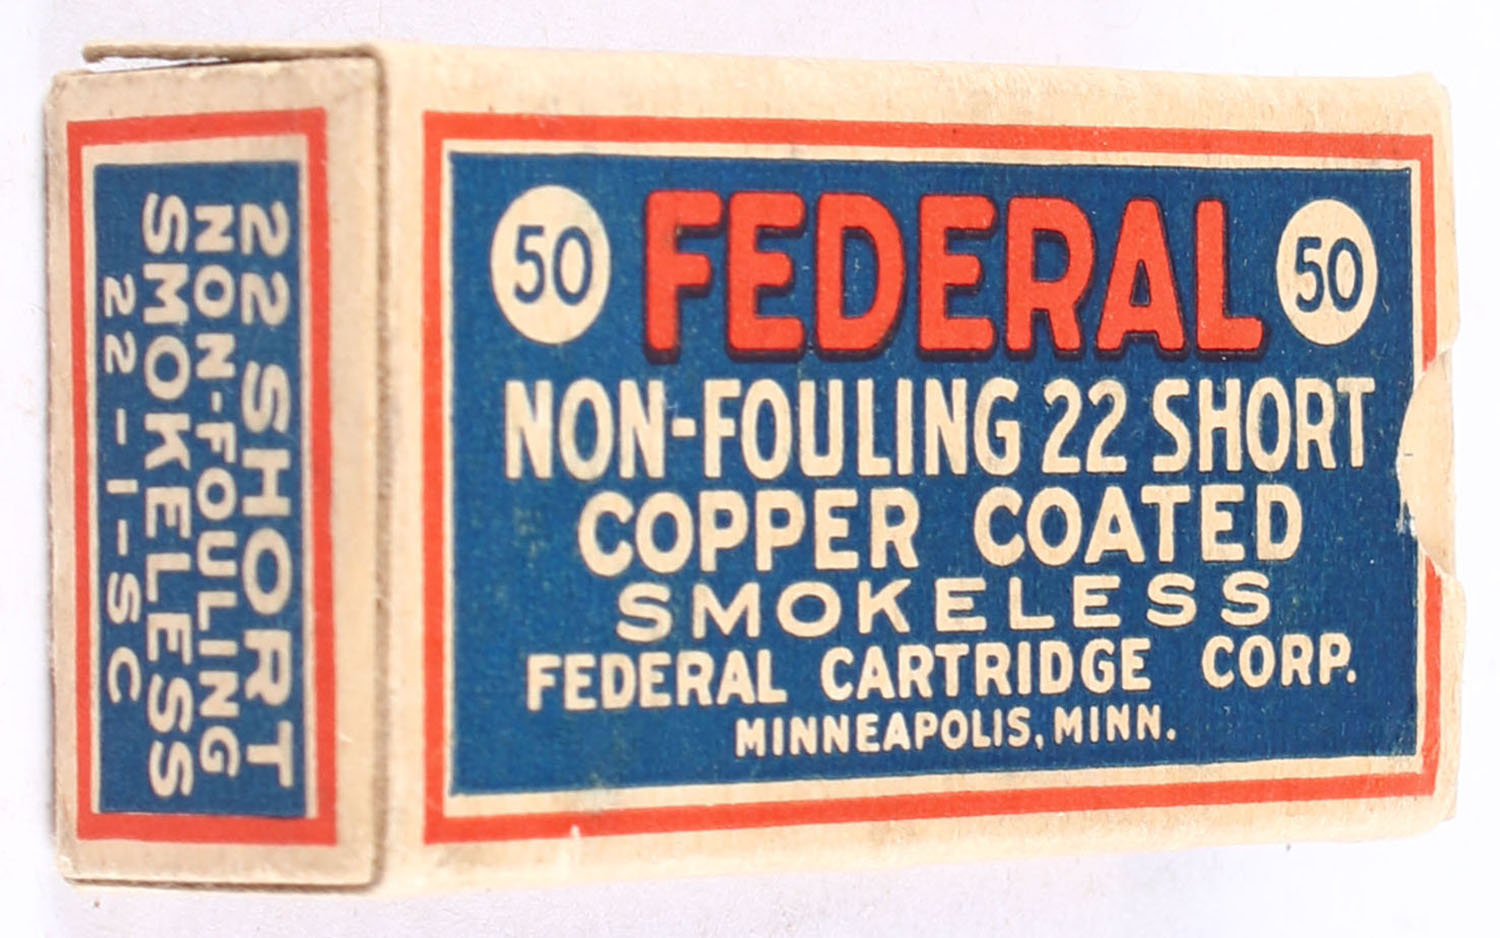 50 FEDERAL 50
NON-FOULING 22 SHORT
COPPER COATED
SMOKELESS
FEDERAL CARTRIDGE CORP.
MINNEAPOLIS, MINN.
22 SHORT
NON-FOULING
SMOKELESS
22-1-SC